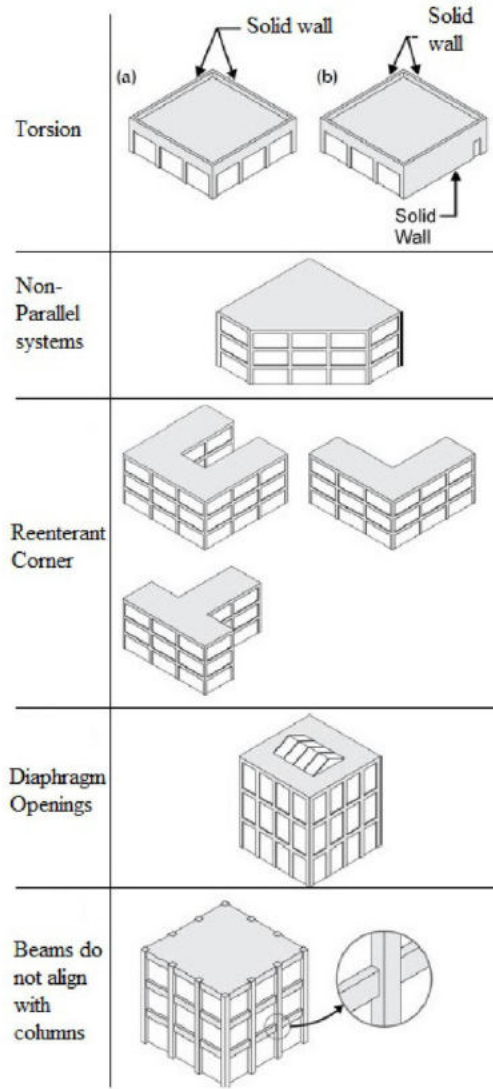 Solid wall
Solid
wall
(a)
(b)
Torsion
Solid
Wall
Non-
Parallel
systems
Reenterant
Corner
Diaphragm
Openings
Beams do
not align
with
columns